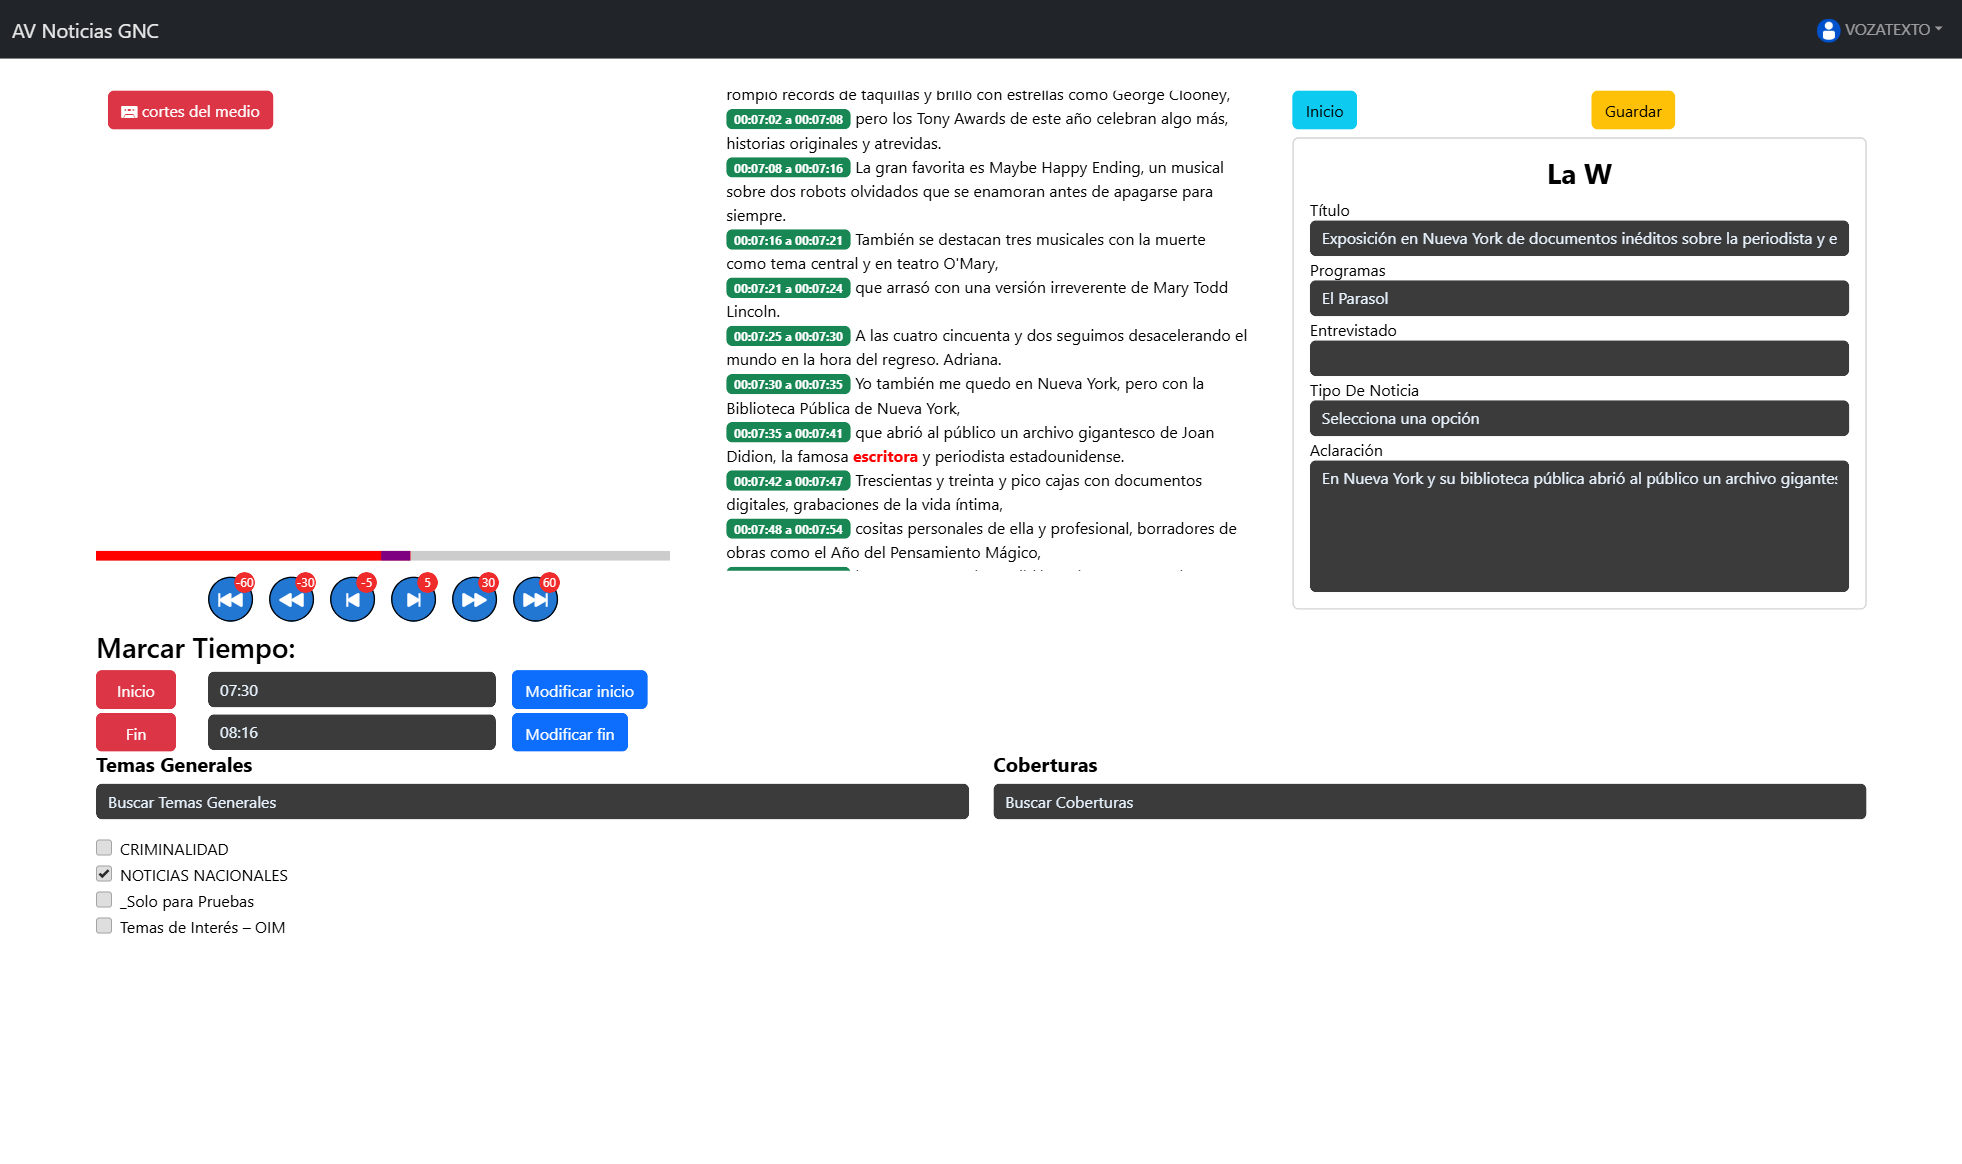 AV Noticias GNC
VOZATEXTO
cortes del medio
rompió records de taquillas y brilló con estrellas como George Clooney,
00:07:02 a 00:07:08 pero los Tony Awards de este año celebran algo más,
historias originales y atrevidas.
00:07:08 a 00:07:16 La gran favorita es Maybe Happy Ending, un musical
sobre dos robots olvidados que se enamoran antes de apagarse para
siempre.
00:07:16 a 00:07:21 También se destacan tres musicales con la muerte
como tema central y en teatro O'Mary,
00:07:21 a 00:07:24 que arrasó con una versión irreverente de Mary Todd
Lincoln.
00:07:25 a 00:07:30 A las cuatro cincuenta y dos seguimos desacelerando el
mundo en la hora del regreso. Adriana.
00:07:30 a 00:07:35 Yo también me quedo en Nueva York, pero con la
Biblioteca Pública de Nueva York,
00:07:35 a 00:07:41 que abrió al público un archivo gigantesco de Joan
Didion, la famosa escritora y periodista estadounidense.
00:07:42 a 00:07:47 Trescientas y treinta y pico cajas con documentos
digitales, grabaciones de la vida íntima,
00:07:48 a 00:07:54 cositas personales de ella y profesional, borradores de
obras como el Año del Pensamiento Mágico,
Inicio
Guardar
La W
Título
Exposición en Nueva York de documentos inéditos sobre la periodista y e
Programas
El Parasol
Entrevistado
Tipo De Noticia
Selecciona una opción
Aclaración
En Nueva York y su biblioteca pública abrió al público un archivo gigantes
-60 -30 -5 5 30 60
Marcar Tiempo:
Inicio 07:30 Modificar inicio
Fin 08:16 Modificar fin
Temas Generales
Buscar Temas Generales
CRIMINALIDAD
NOTICIAS NACIONALES
_Solo para Pruebas
Temas de Interés – OIM
Coberturas
Buscar Coberturas